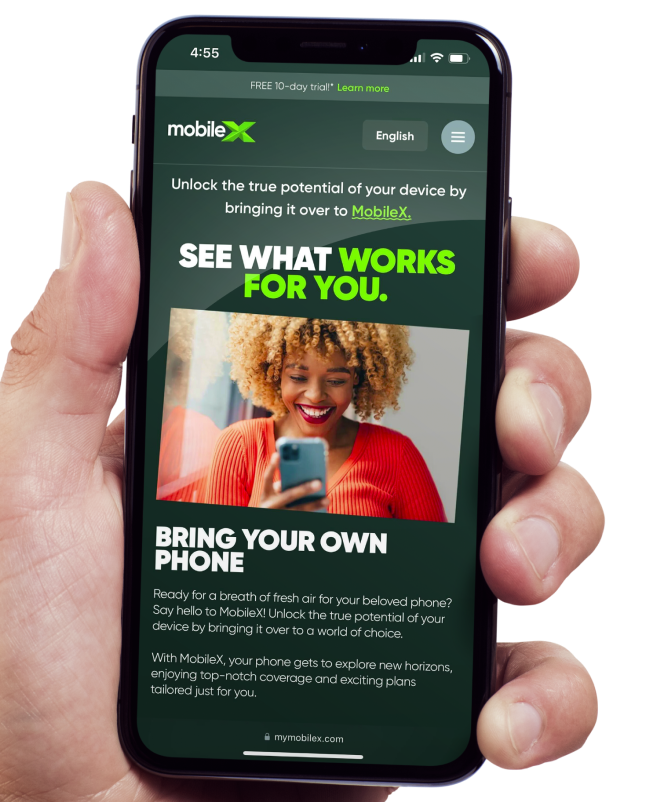 4:55
FREE 10-day trial!* Learn more
mobileX
English
Unlock the true potential of your device by
bringing it over to MobileX.
SEE WHAT WORKS
FOR YOU.
BRING YOUR OWN
PHONE
Ready for a breath of fresh air for your beloved phone?
Say hello to MobileX! Unlock the true potential of your
device by bringing it over to a world of choice.
With MobileX, your phone gets to explore new horizons,
enjoying top-notch coverage and exciting plans
tailored just for you.
mymobilex.com